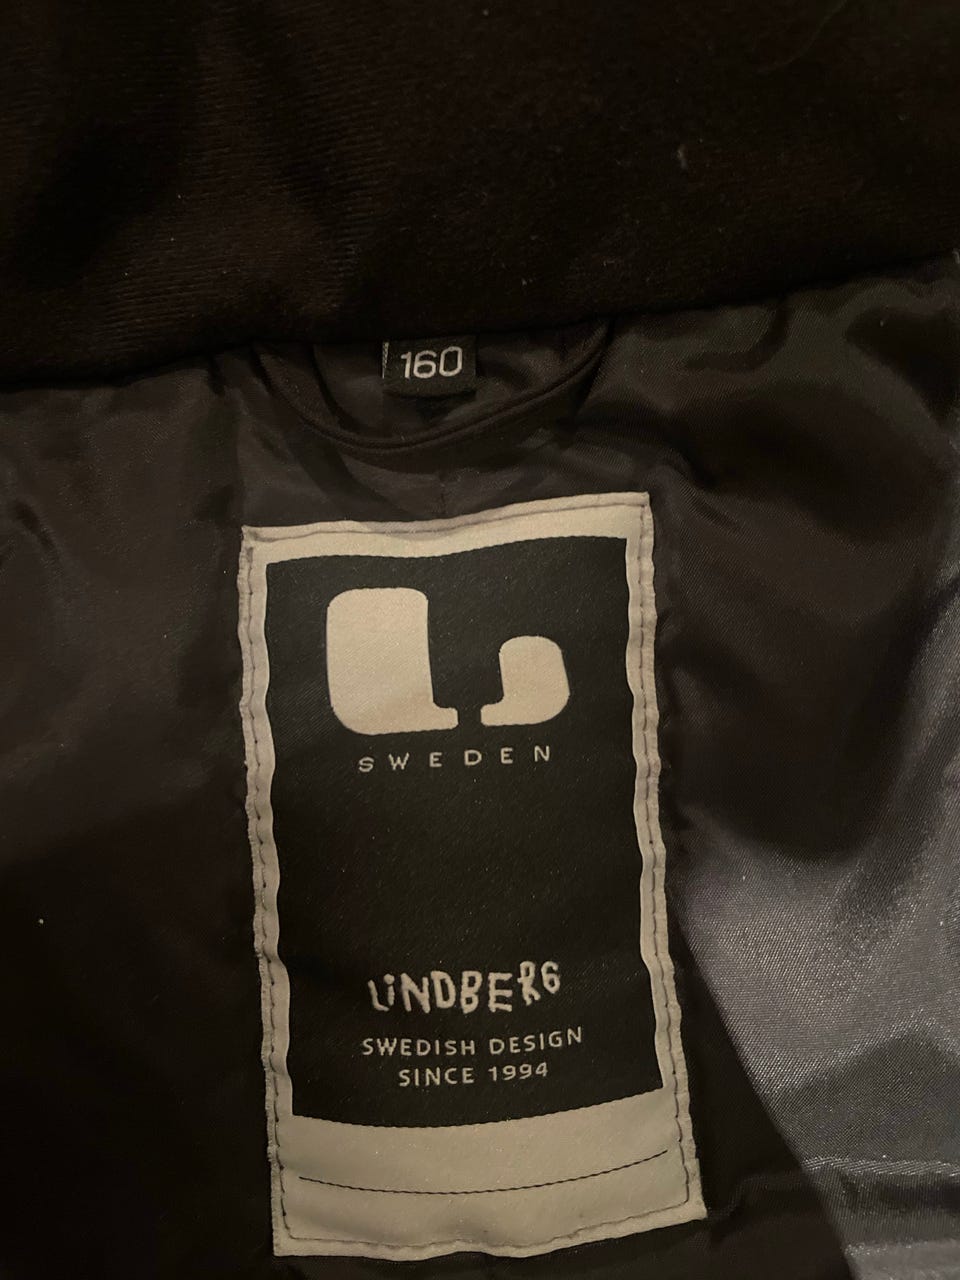 160
SWEDEN
LiNDBERG
SWEDISH DESIGN
SINCE 1994